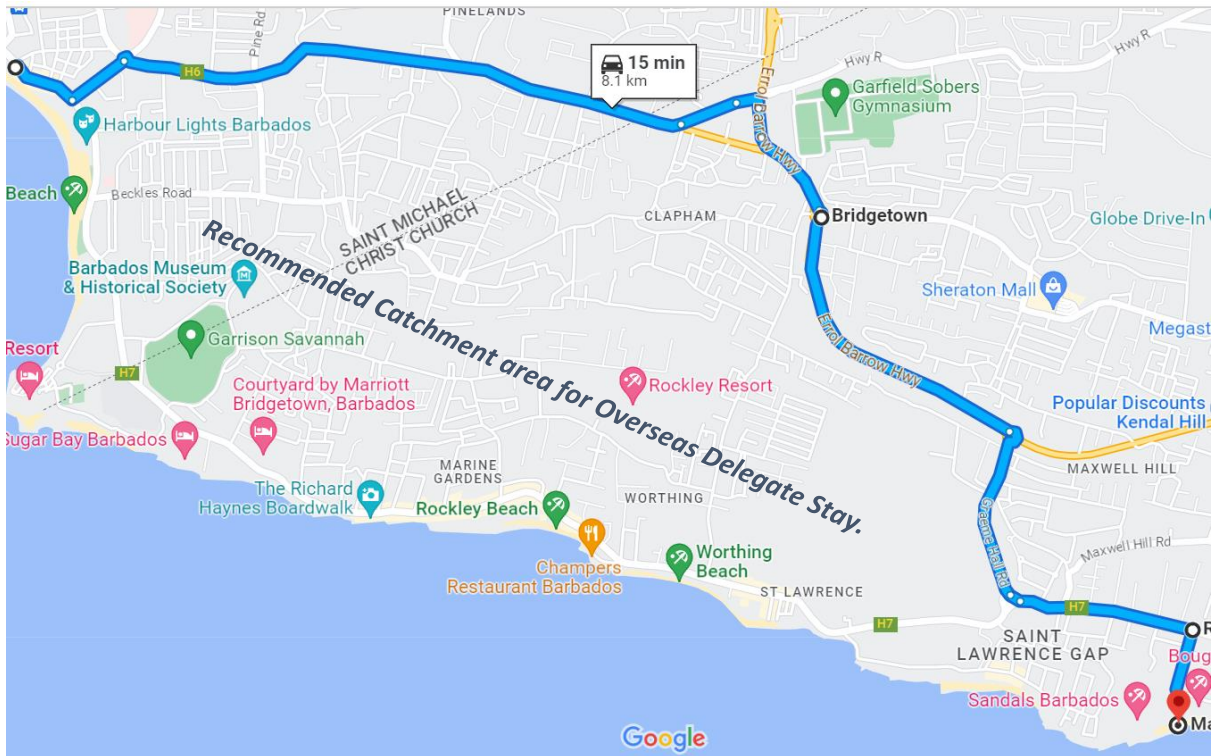 PINELANDS
Pine Rd
H6
15 min
8.1 km
Hwy R
Hwy R
Errol Barrow Hwy
Garfield Sobers
Gymnasium
Harbour Lights Barbados
Beach
Beckles Road
SAINT MICHAEL
CHRIST CHURCH
CLAPHAM
Bridgetown
Globe Drive-In
Recommended Catchment area for Overseas Delegate Stay.
Barbados Museum
& Historical Society
Sheraton Mall
Megast
Errol Barrow Hwy
Garrison Savannah
Resort
H7
Courtyard by Marriott
Bridgetown, Barbados
Rockley Resort
Popular Discounts
Kendal Hill
Sugar Bay Barbados
MAXWELL HILL
MARINE
GARDENS
The Richard
Haynes Boardwalk
Rockley Beach
WORTHING
Graeme Hall Rd
Maxwell Hill Rd
Champers
Restaurant Barbados
Worthing
Beach
ST LAWRENCE
H7
H7
SAINT
LAWRENCE GAP
R
Boug
Sandals Barbados
Ma
Google